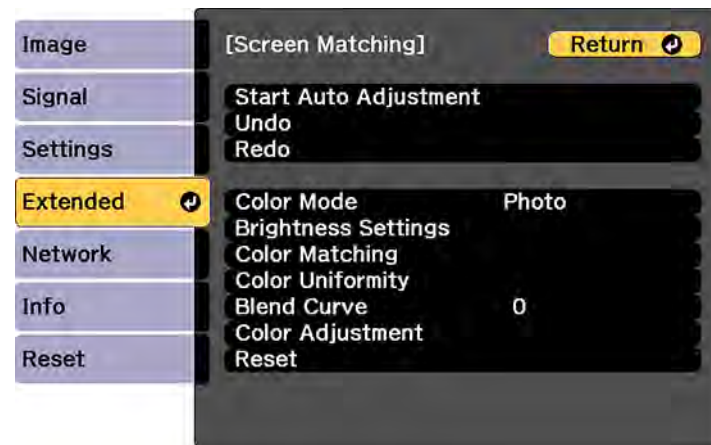 Image
Signal
Settings
Extended
Network
Info
Reset
[Screen Matching] Return
Start Auto Adjustment
Undo
Redo
Color Mode Photo
Brightness Settings
Color Matching
Color Uniformity
Blend Curve 0
Color Adjustment
Reset